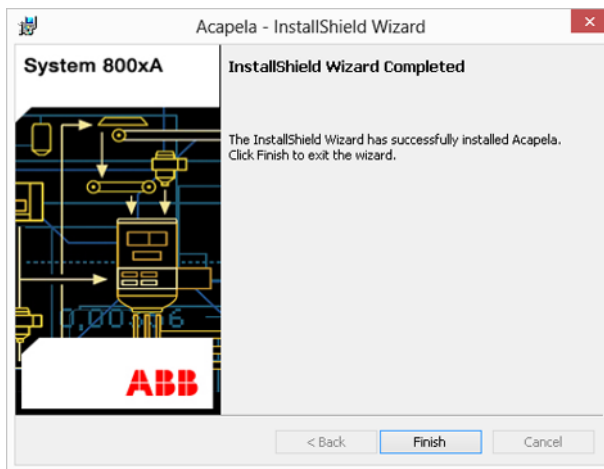 Acapela - InstallShield Wizard
System 800xA
InstallShield Wizard Completed
The InstallShield Wizard has successfully installed Acapela.
Click Finish to exit the wizard.
ABB
< Back
Finish
Cancel